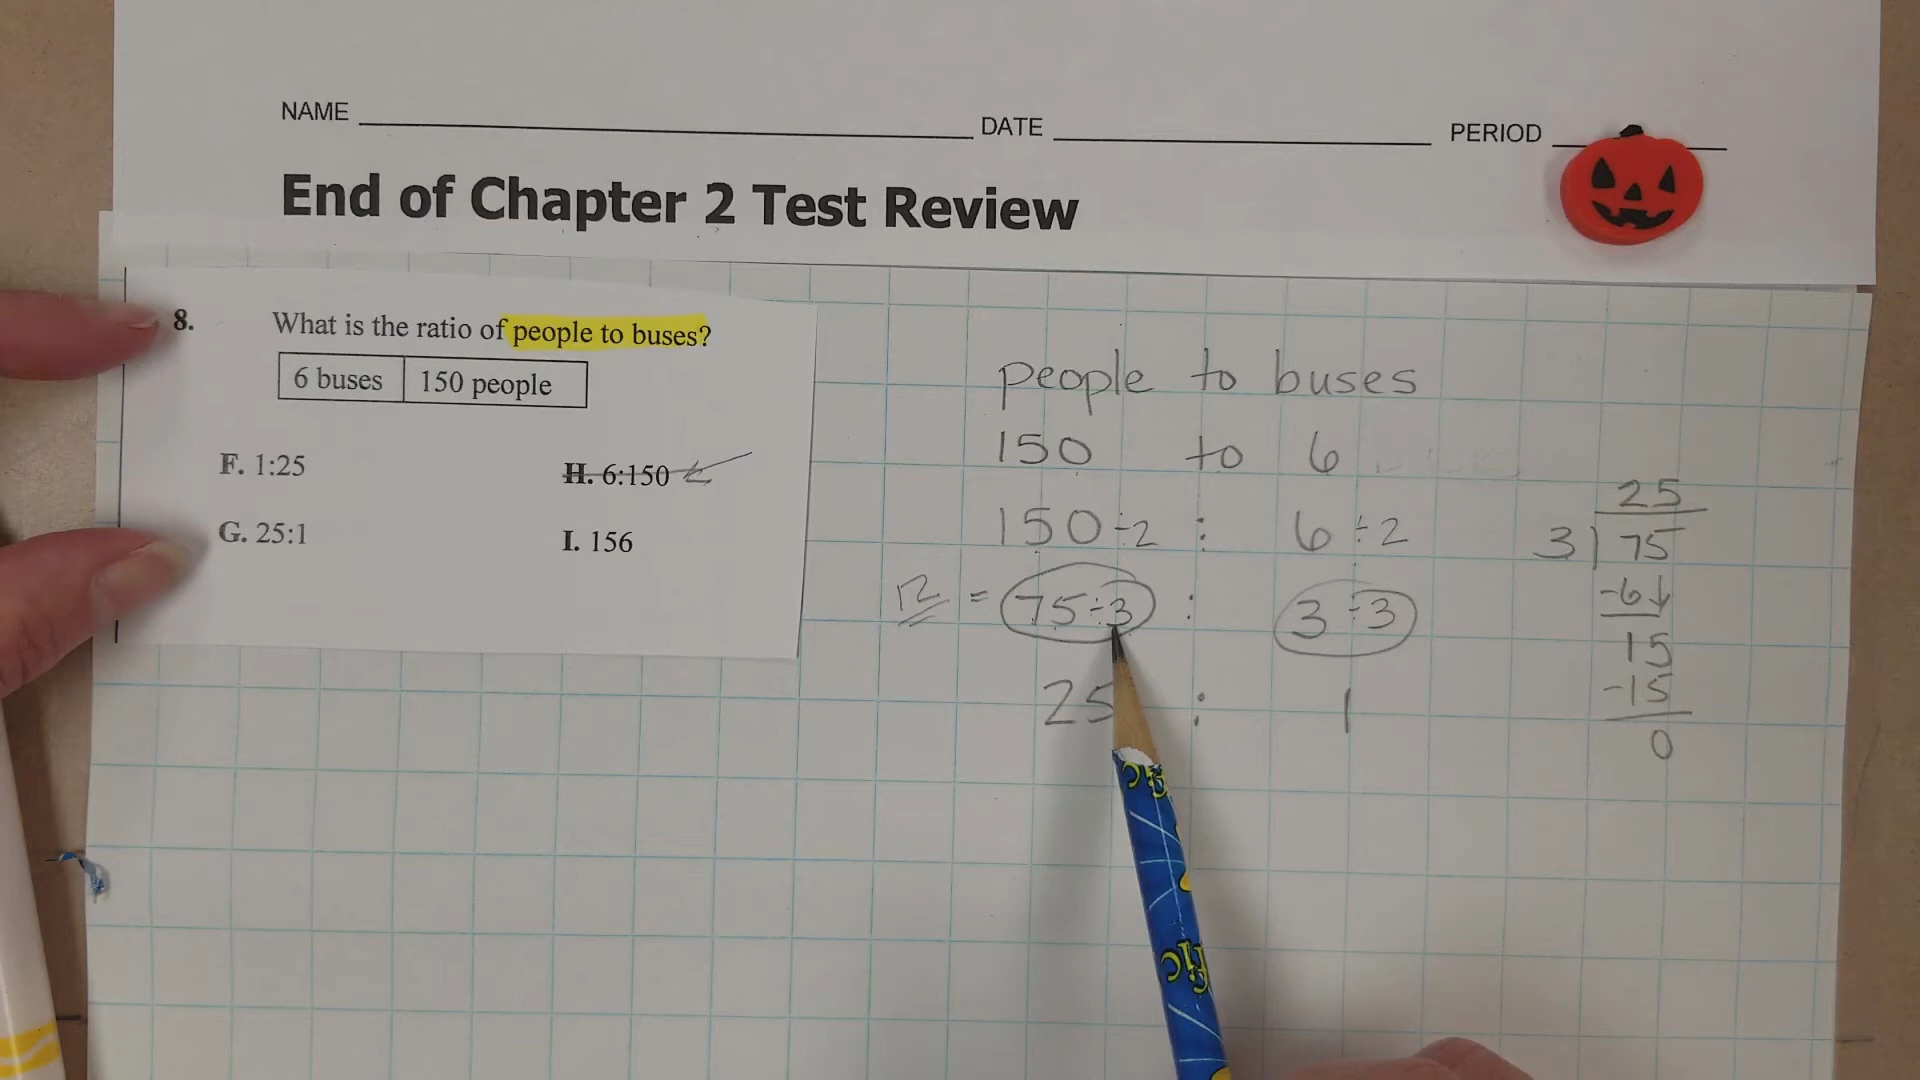 NAME DATE PERIOD
End of Chapter 2 Test Review
8. What is the ratio of people to buses?
6 buses 150 people
F. 1:25 H. 6:150
G. 25:1 I. 156
people to buses
150 to 6
150÷2 : 6÷2
= 75÷3 : 3÷3
25 : 1
25
3)75
-6↓
15
-15
0